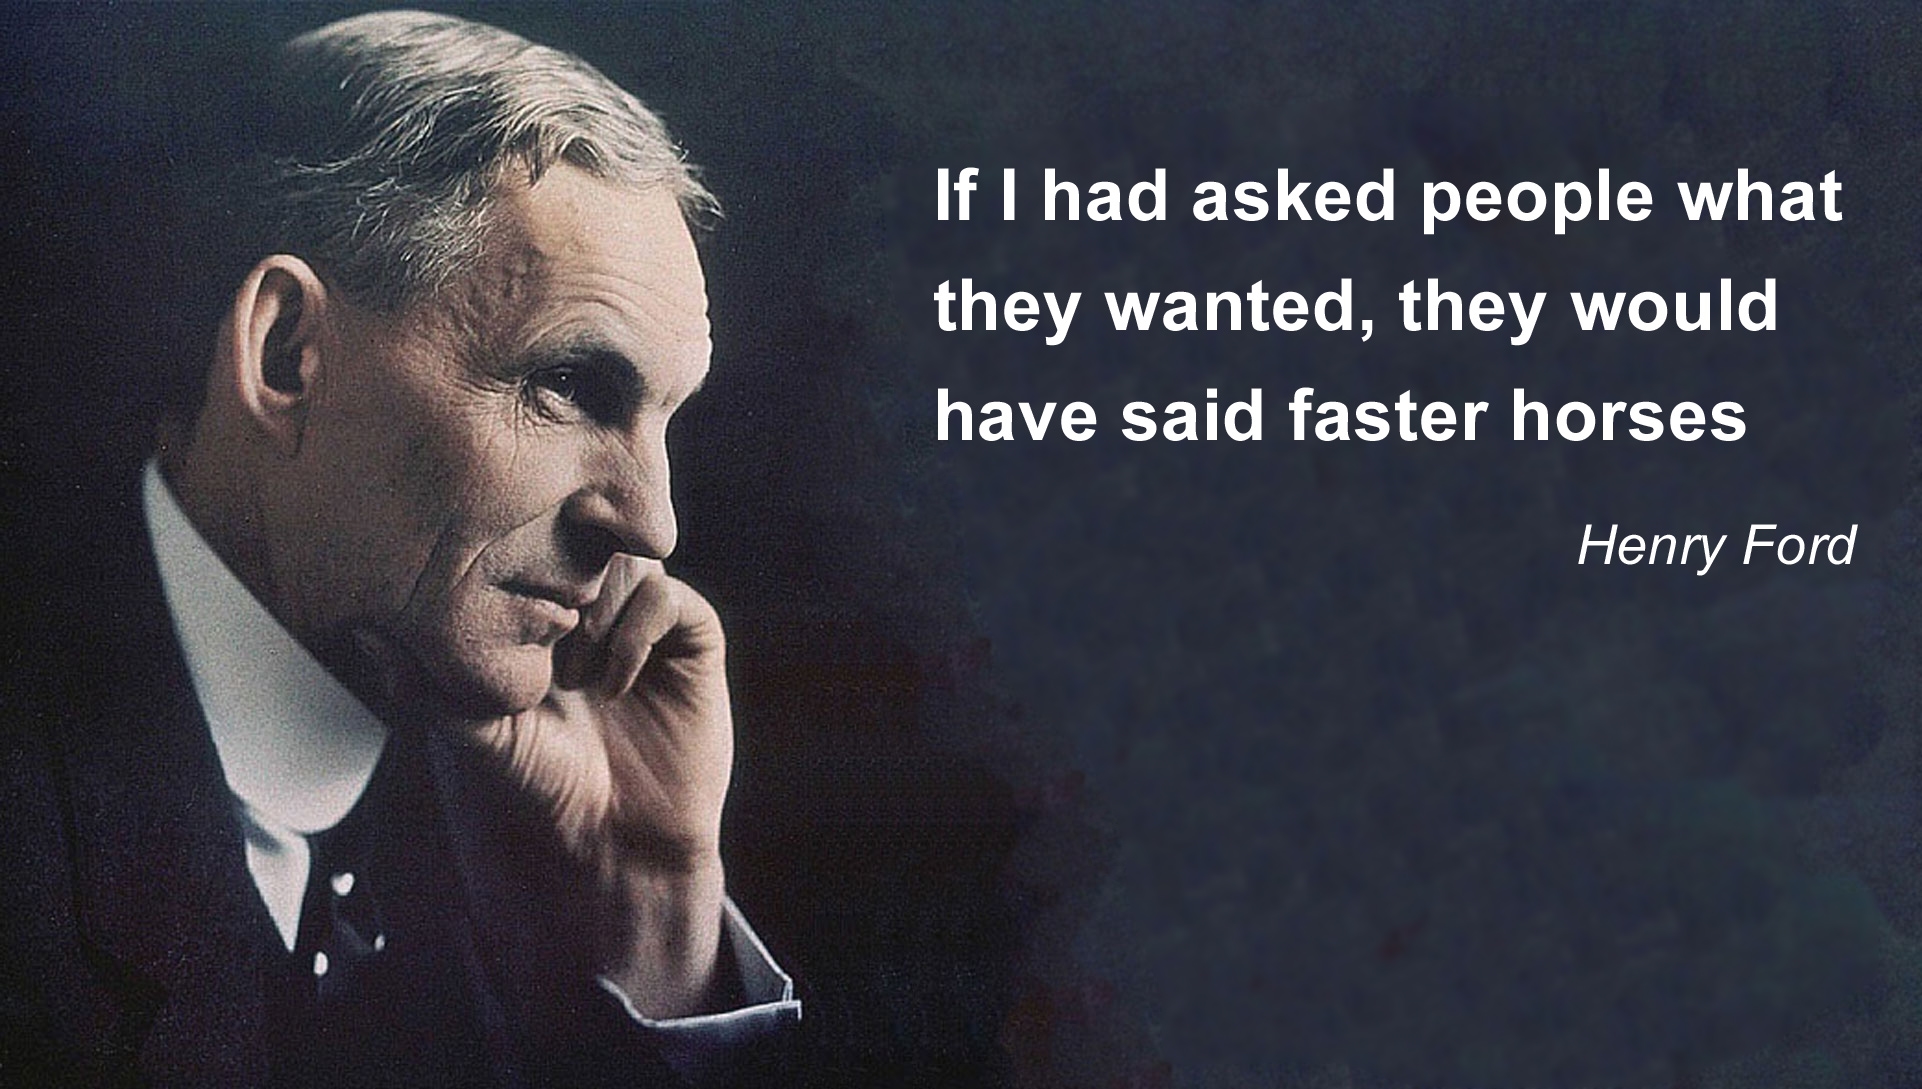 If I had asked people what
they wanted, they would
have said faster horses
Henry Ford